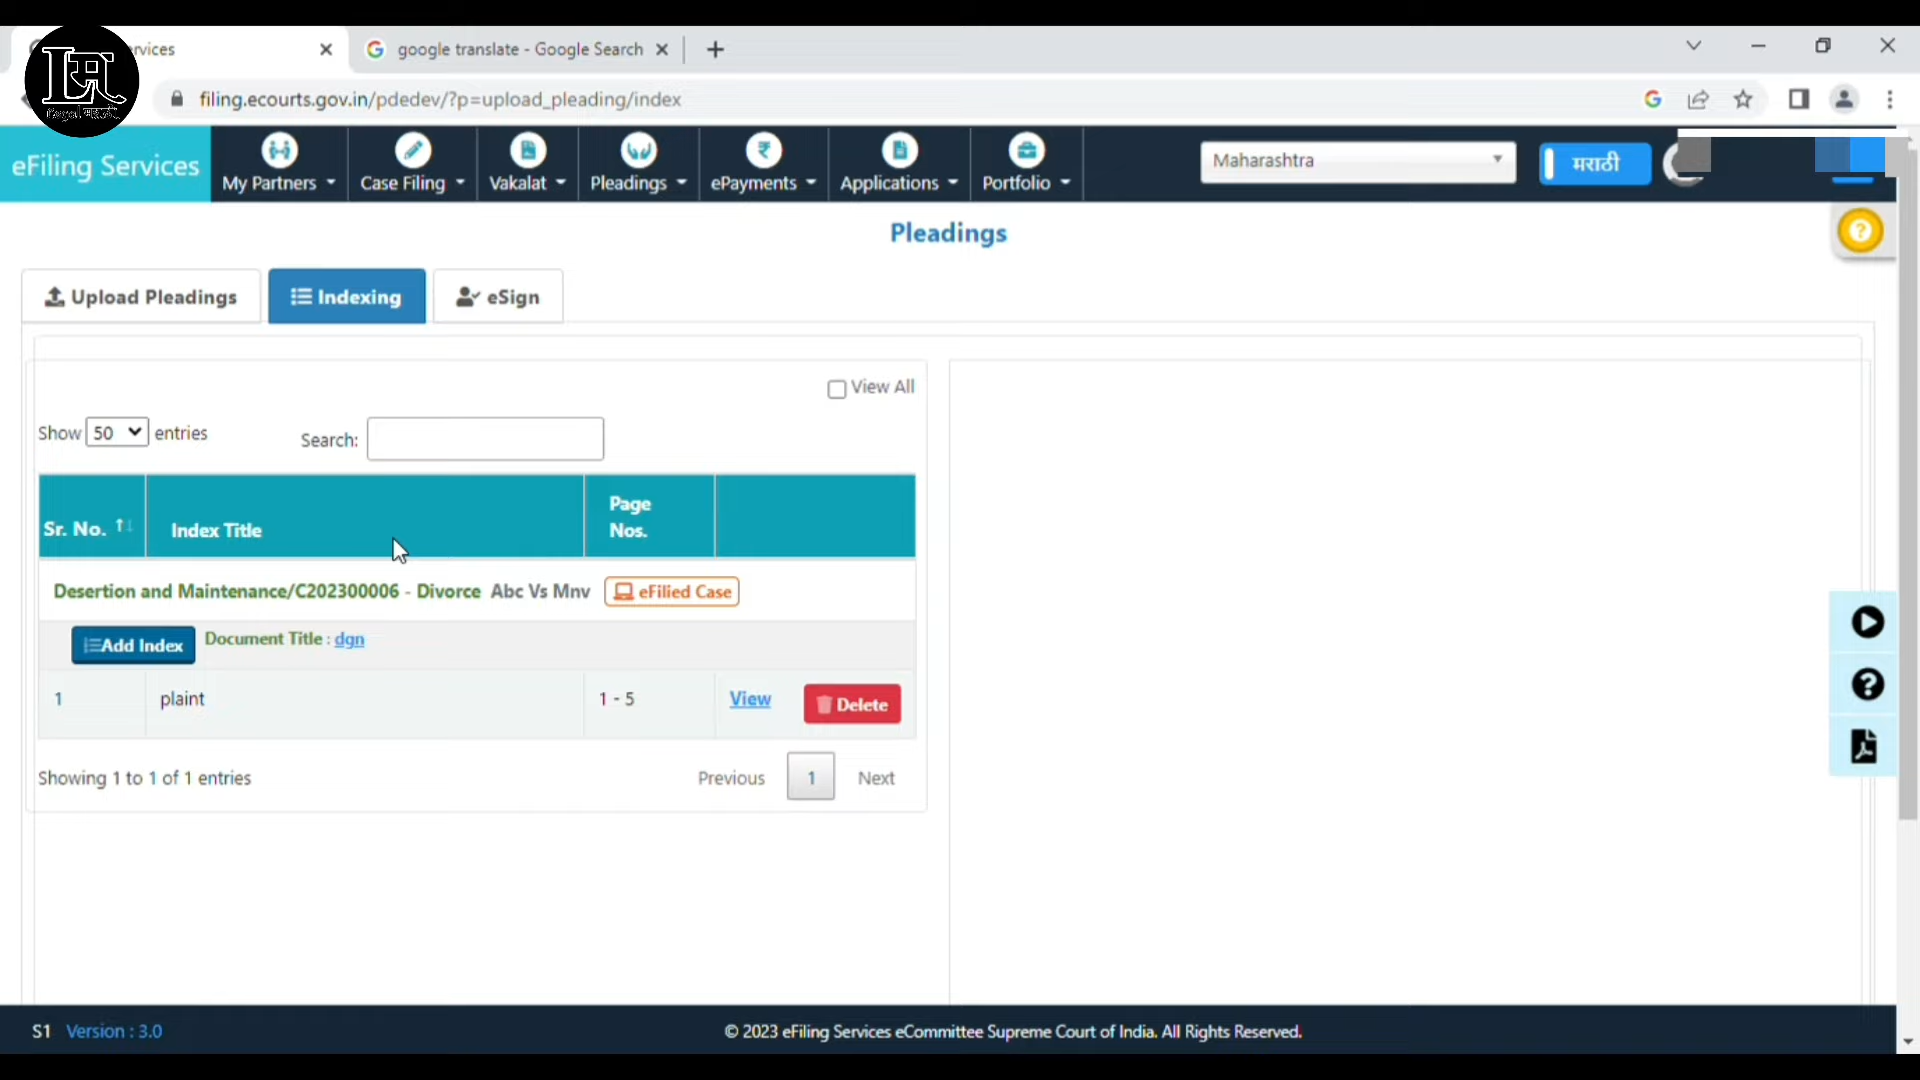 rvices
google translate - Google Search
filing.ecourts.gov.in/pdedev/?p=upload_pleading/index
eFiling Services
My Partners
Case Filing
Vakalat
Pleadings
ePayments
Applications
Portfolio
Maharashtra
मराठी
Pleadings
Upload Pleadings
Indexing
eSign
View All
Show 50 entries
Search:
Sr. No.
Index Title
Page
Nos.
Desertion and Maintenance/C202300006 - Divorce Abc Vs Mnv eFilied Case
Add Index Document Title : dgn
1 plaint 1 - 5 View Delete
Showing 1 to 1 of 1 entries
Previous 1 Next
S1 Version : 3.0
© 2023 eFiling Services eCommittee Supreme Court of India. All Rights Reserved.